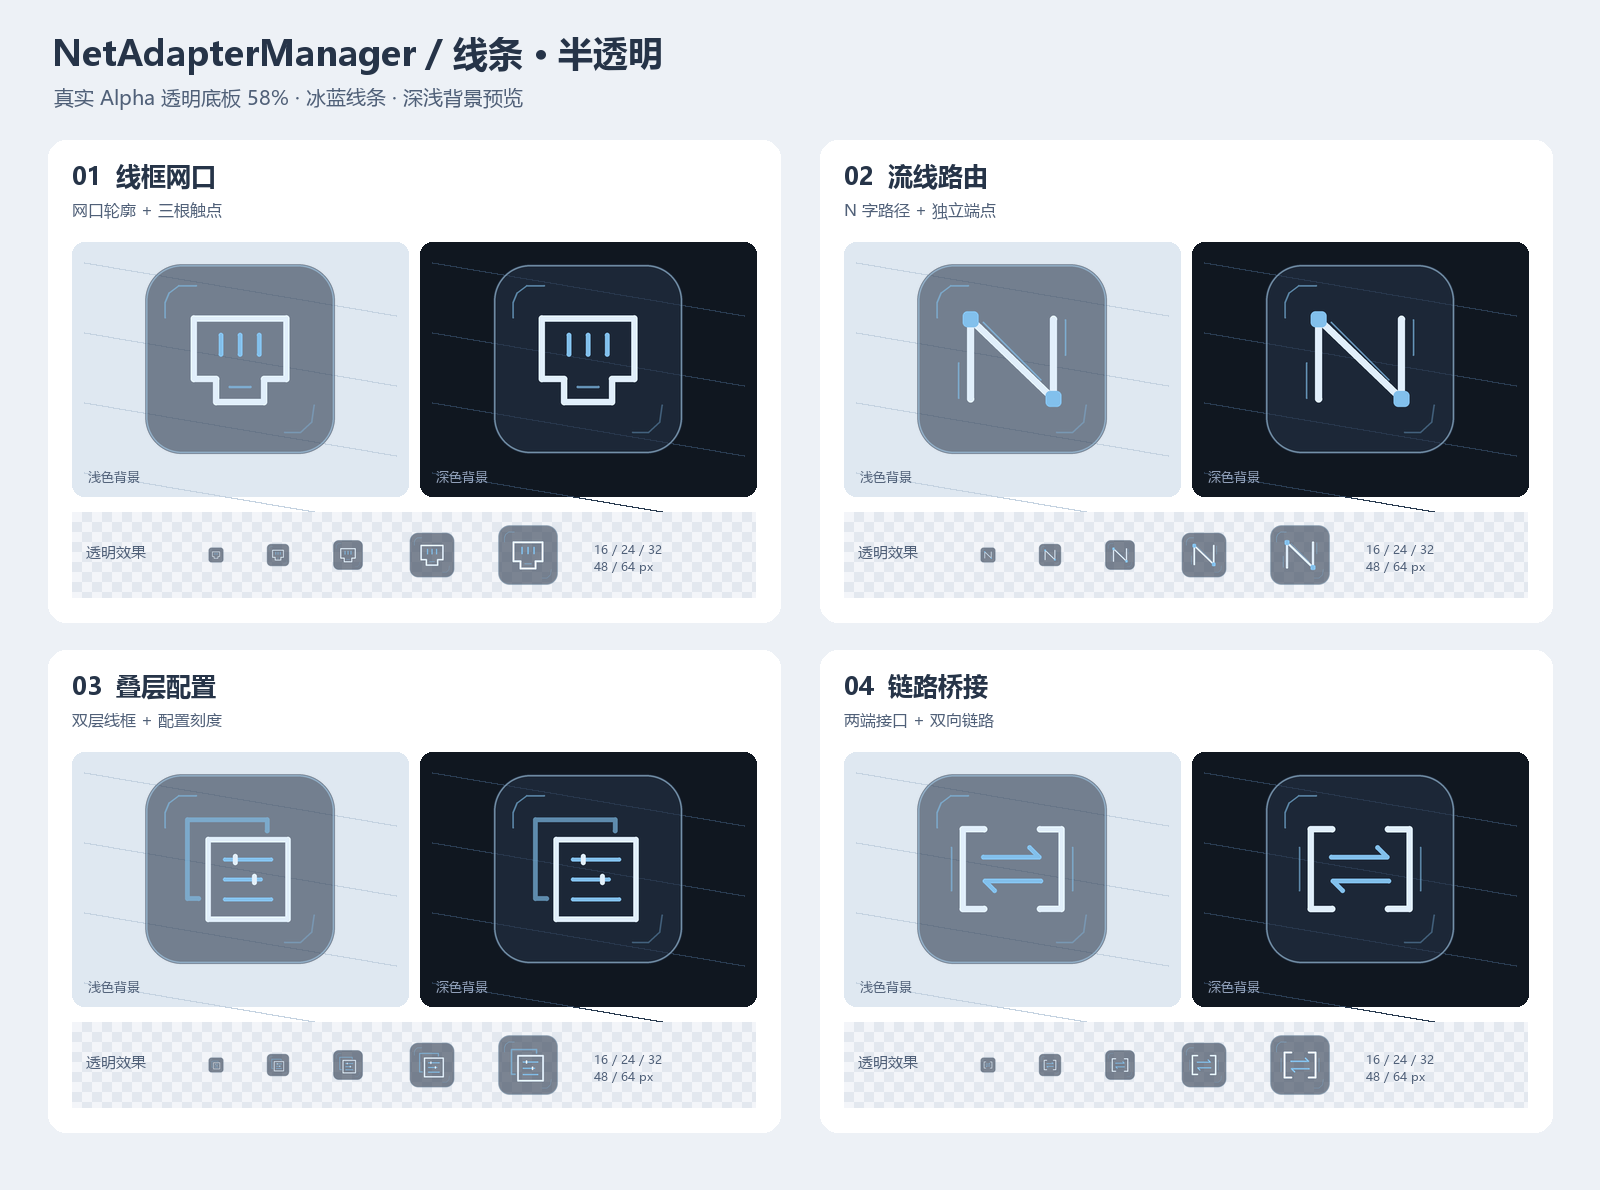 NetAdapterManager / 线条 • 半透明
真实 Alpha 透明底板 58% · 冰蓝线条 · 深浅背景预览
01 线框网口
网口轮廓 + 三根触点
浅色背景
深色背景
透明效果
16 / 24 / 32
48 / 64 px
02 流线路由
N 字路径 + 独立端点
浅色背景
深色背景
透明效果
16 / 24 / 32
48 / 64 px
03 叠层配置
双层线框 + 配置刻度
浅色背景
深色背景
透明效果
16 / 24 / 32
48 / 64 px
04 链路桥接
两端接口 + 双向链路
浅色背景
深色背景
透明效果
16 / 24 / 32
48 / 64 px